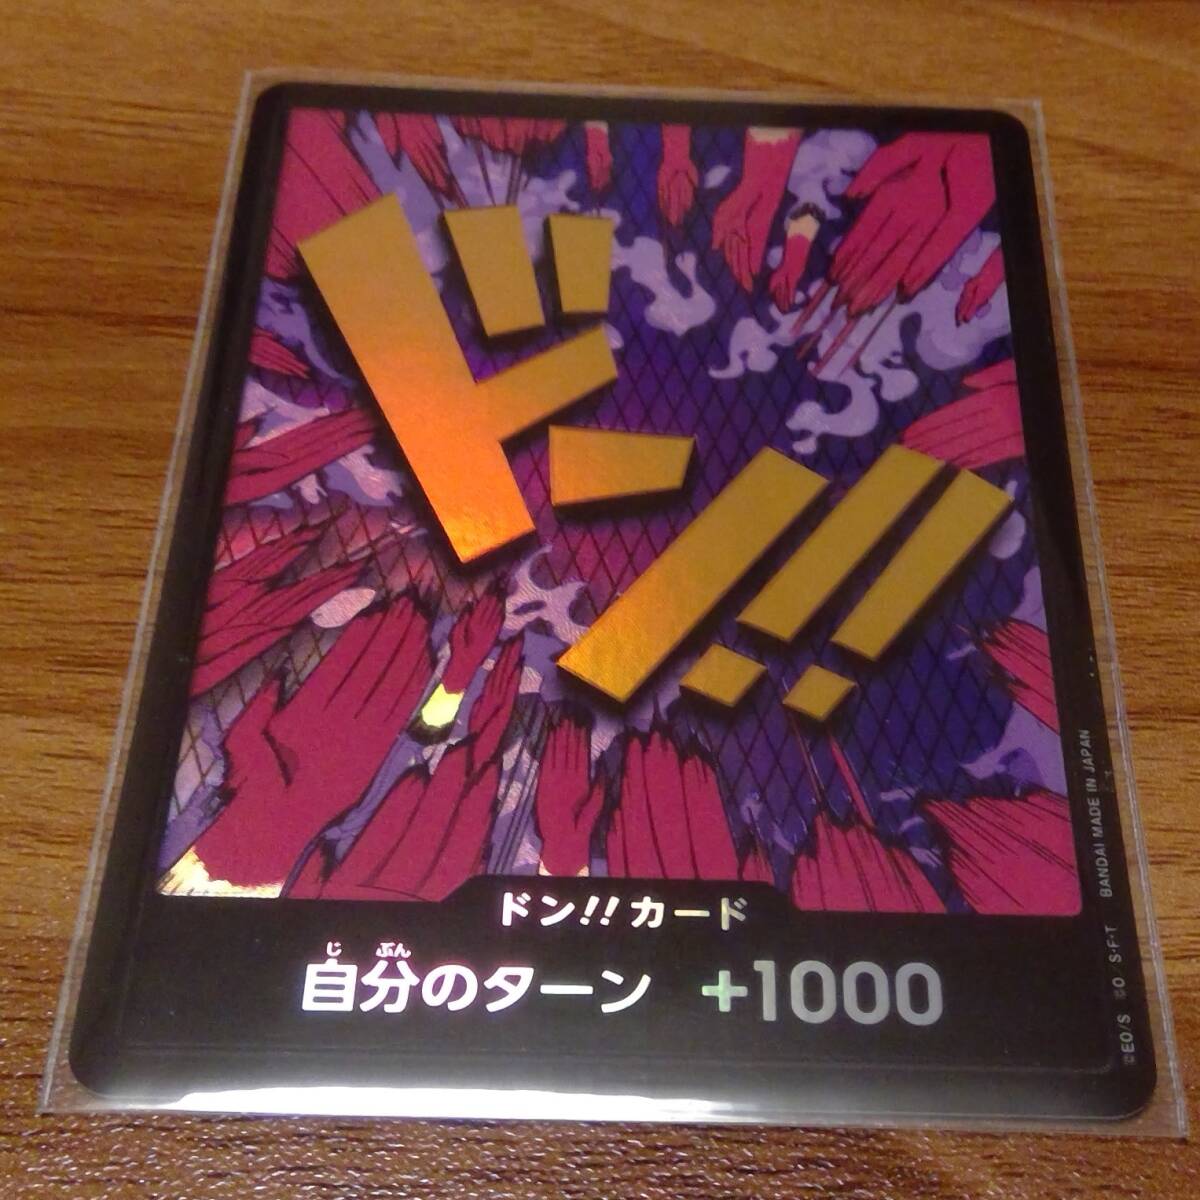 ドン!!
ドン!!カード
じ ぶん
自分のターン +1000
©EO/S ©O/S・F・T BANDAI MADE IN JAPAN